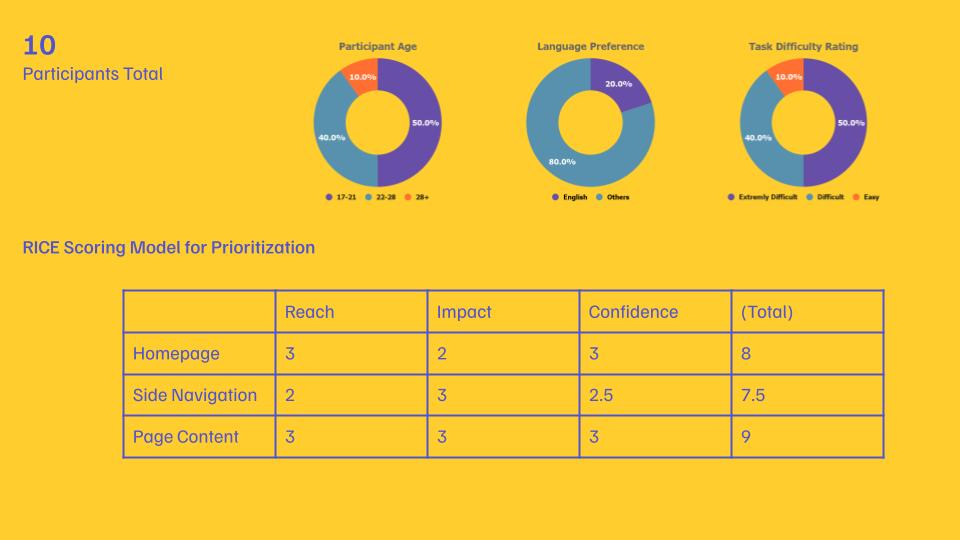 10
Participants Total
Participant Age
10.0%
50.0%
40.0%
17-21 22-28 28+
Language Preference
20.0%
80.0%
English Others
Task Difficulty Rating
10.0%
50.0%
40.0%
Extremly Difficult Difficult Easy
RICE Scoring Model for Prioritization
Reach Impact Confidence (Total)
Homepage 3 2 3 8
Side Navigation 2 3 2.5 7.5
Page Content 3 3 3 9